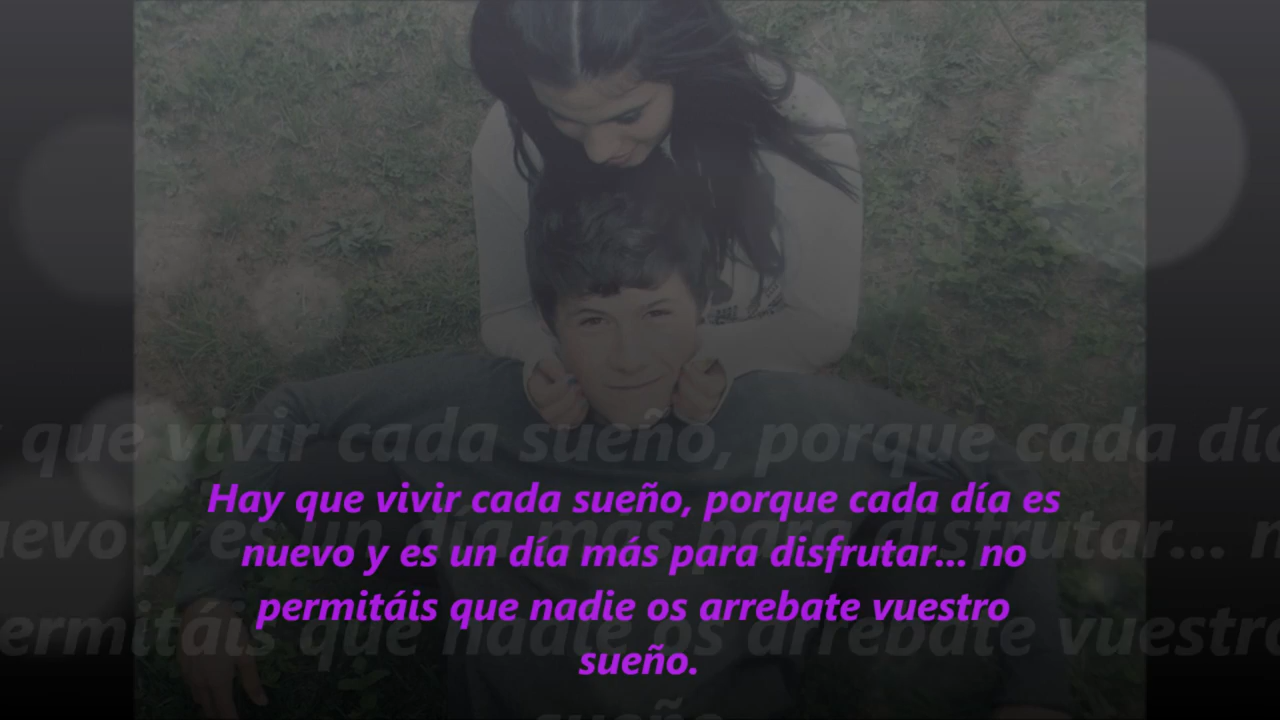 Hay que vivir cada sueño, porque cada día es
nuevo y es un día más para disfrutar... no
permitáis que nadie os arrebate vuestro
sueño.